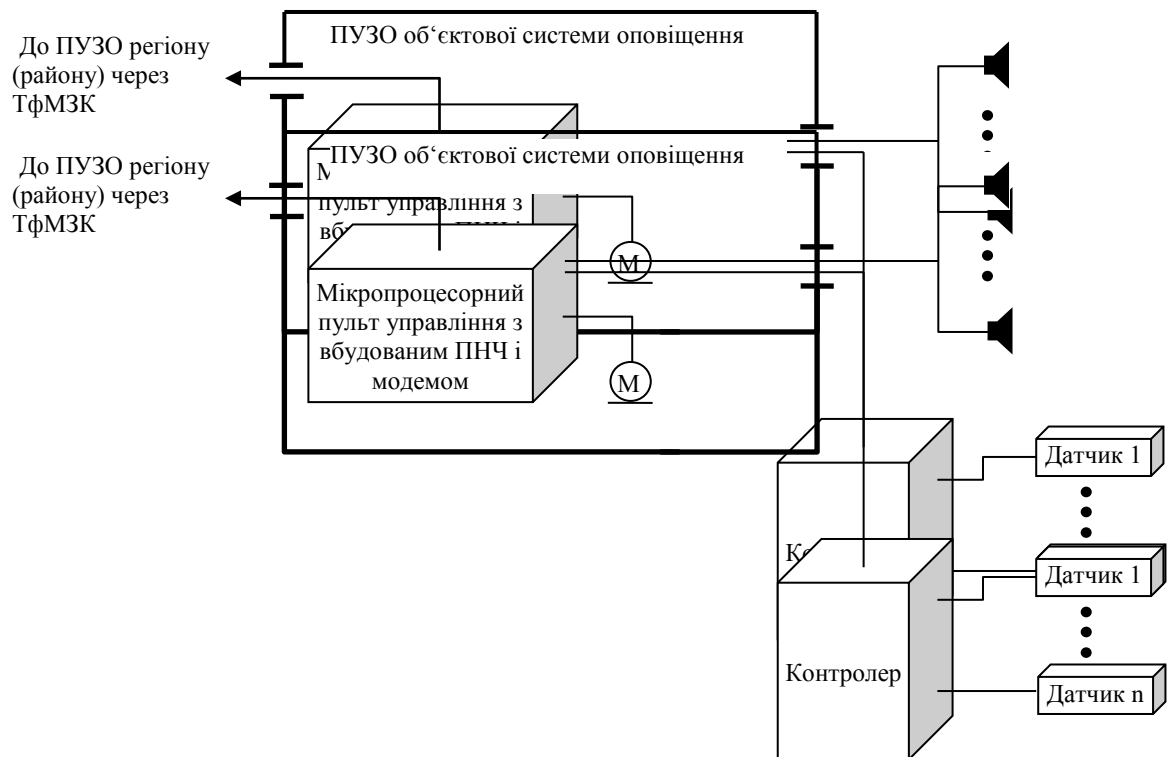 ПУЗО об‘єктової системи оповіщення
До ПУЗО регіону
(району) через
ТфМЗК
ПУЗО об‘єктової системи оповіщення
До ПУЗО регіону
(району) через
ТфМЗК
пульт управління з
М
Мікропроцесорний
пульт управління з
вбудованим ПНЧ і
модемом
М
Датчик 1
Датчик 1
Контролер
Датчик n